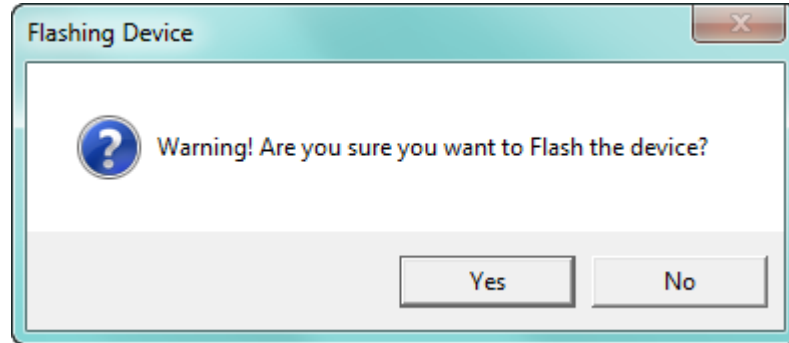 Flashing Device
Warning! Are you sure you want to Flash the device?
Yes
No